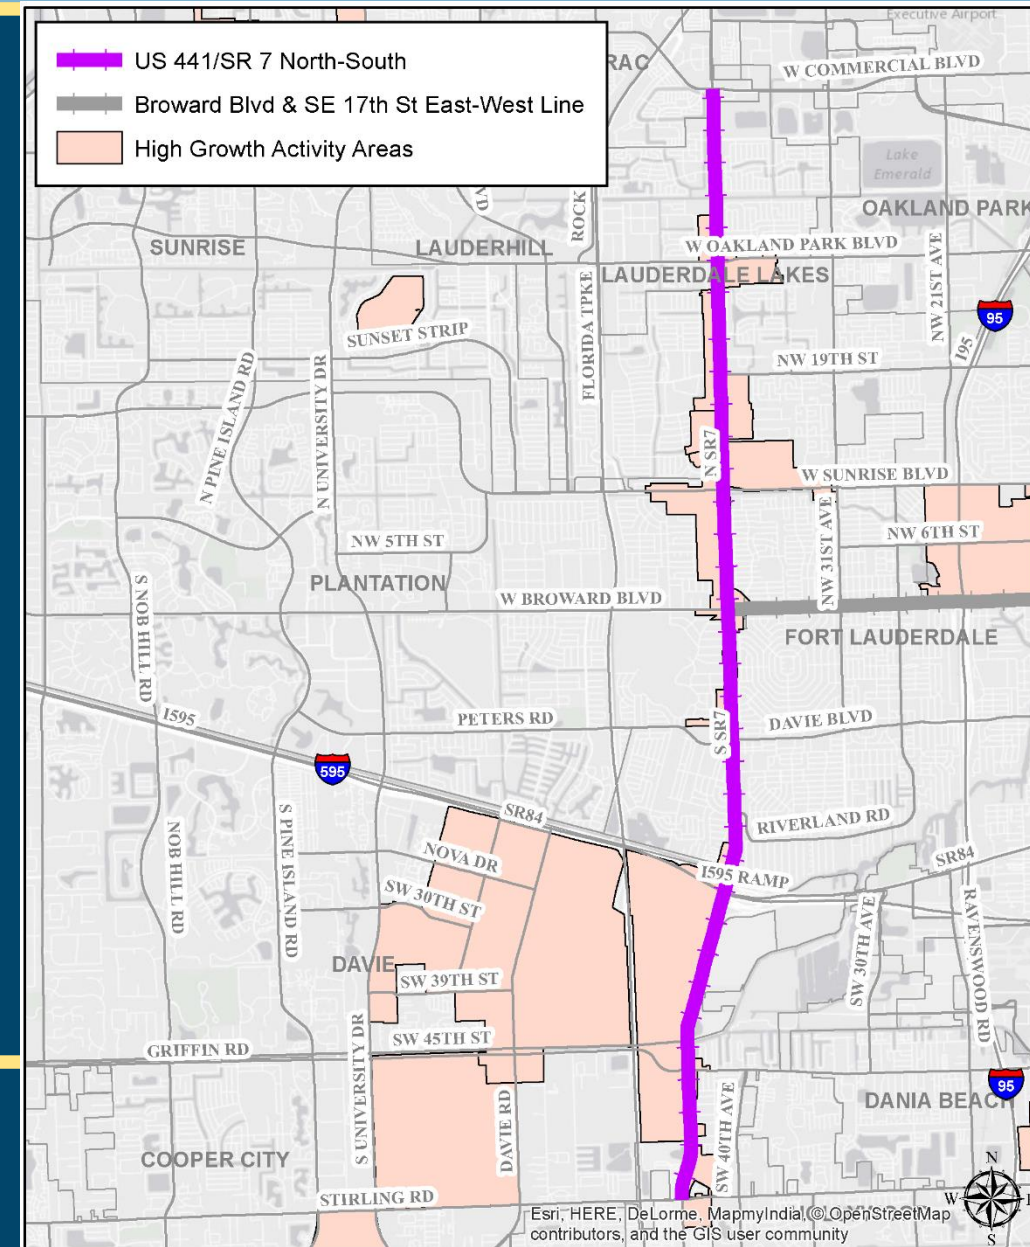 US 441/SR 7 North-South
Broward Blvd & SE 17th St East-West Line
High Growth Activity Areas
Executive Airport
RAC
W COMMERCIAL BLVD
Lake
Emerald
OAKLAND PARK
VD
ROCK
SUNRISE
LAUDERHILL
W OAKLAND PARK BLVD
LAUDERDALE LAKES
NW 21ST AVE
FLORIDA TPKE
95
I95
SUNSET STRIP
NW 19TH ST
N PINE ISLAND RD
N UNIVERSITY DR
N SR7
W SUNRISE BLVD
NW 31ST AVE
NW 6TH ST
NW 5TH ST
PLANTATION
W BROWARD BLVD
S NOB HILL RD
FORT LAUDERDALE
I595
PETERS RD
S SR7
DAVIE BLVD
595
SR84
RIVERLAND RD
NOB HILL RD
S PINE ISLAND RD
NOVA DR
I595 RAMP
SR84
SW 30TH ST
SW 30TH AVE
RAVENSWOOD RD
DAVIE
SW 39TH ST
SW 45TH ST
GRIFFIN RD
S UNIVERSITY DR
DAVIE RD
SW 40TH AVE
95
DANIA BEACH
COOPER CITY
STIRLING RD
N
W
S
Esri, HERE, DeLorme, MapmyIndia, © OpenStreetMap
contributors, and the GIS user community